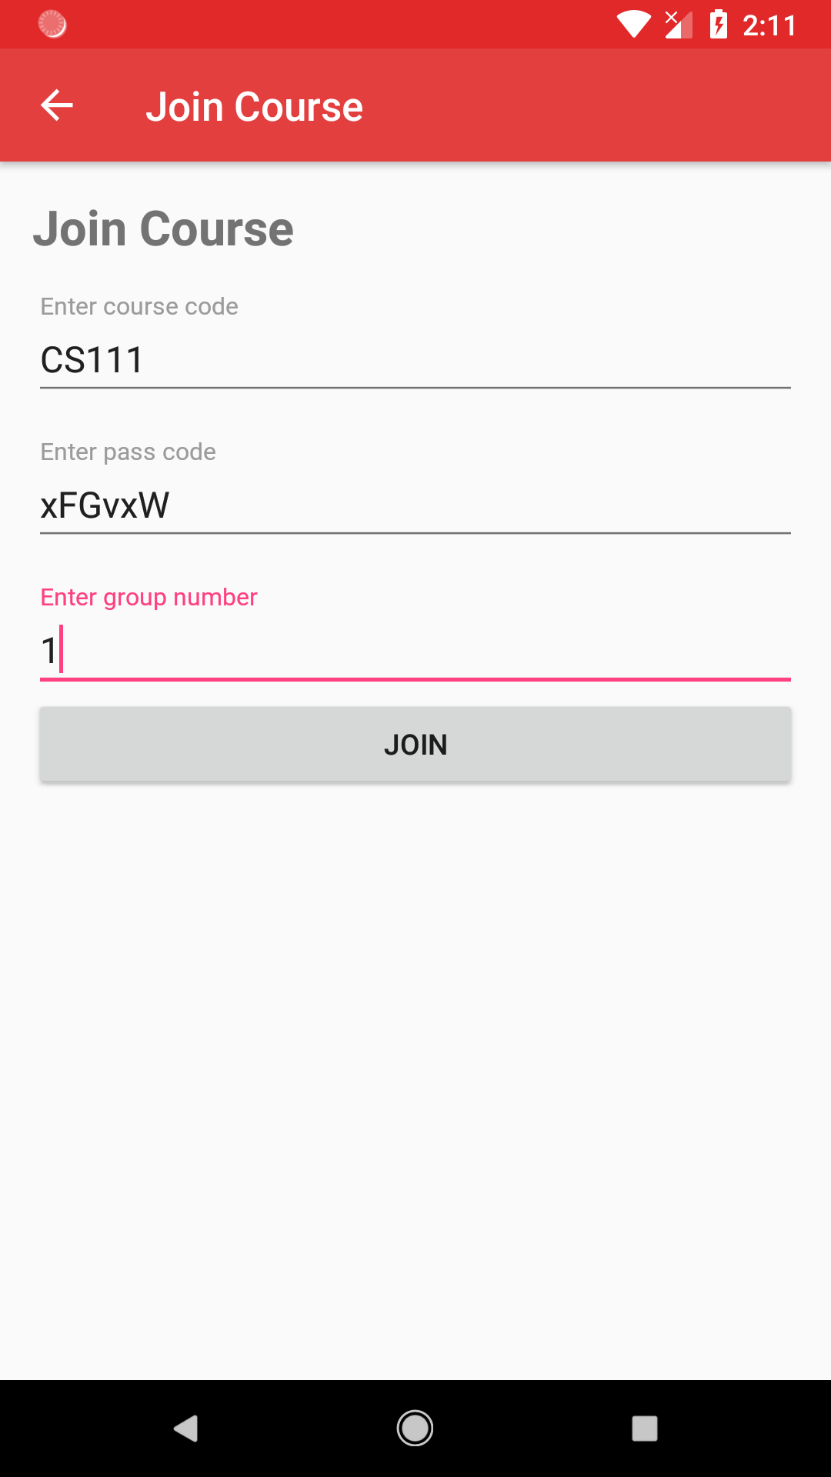 2:11
Join Course
Join Course
Enter course code
CS111
Enter pass code
xFGvxW
Enter group number
1
JOIN